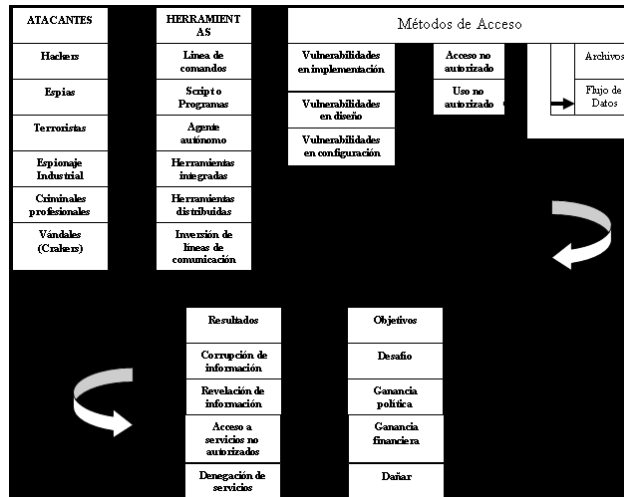 ATACANTES
Hackers
Espias
Terroristas
Espionaje
Industrial
Criminales
profesionales
Vándales
(Crakers)
HERRAMIENT
AS
Línea de
comandos
Script o
Programas
Agente
autónomo
Herramientas
integradas
Herramientas
distribuidas
Inversión de
líneas de
comunicación
Métodos de Acceso
Vulnerabilidades
en implementación
Vulnerabilidades
en diseño
Vulnerabilidades
en configuración
Acceso no
autorizado
Uso no
autorizado
Archivos
Flujo de
Datos
Resultados
Corrupción de
información
Revelación de
información
Acceso a
servicios no
autorizados
Denegación de
servicios
Objetivos
Desafio
Ganancia
política
Ganancia
financiera
Dañar